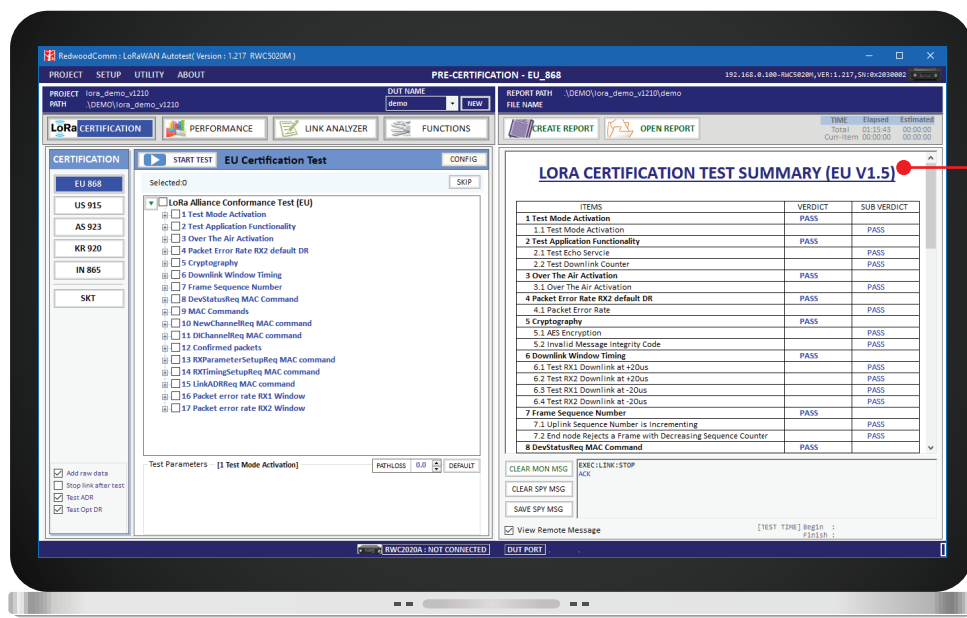 RedwoodComm : LoRaWAN Autotest( Version : 1.217 RWC5020M )
PROJECT SETUP UTILITY ABOUT
PRE-CERTIFICATION - EU_868
192.168.0.100-RWC5020M,VER:1.217,SN:0x2030002
PROJECT lora_demo_v1210
PATH .\DEMO\lora_demo_v1210
DUT NAME
demo NEW
REPORT PATH .\DEMO\lora_demo_v1210\demo
FILE NAME
LoRa CERTIFICATION
PERFORMANCE
LINK ANALYZER
FUNCTIONS
CREATE REPORT
OPEN REPORT
TIME Elapsed Estimated
Total 01:15:43 00:00:00
Curr-Item 00:00:00 00:00:00
CERTIFICATION
EU 868
US 915
AS 923
KR 920
IN 865
SKT
Add raw data
Stop link after test
Test ADR
Test Opt DR
START TEST EU Certification Test CONFIG
Selected:0 SKIP
LoRa Alliance Conformance Test (EU)
1 Test Mode Activation
2 Test Application Functionality
3 Over The Air Activation
4 Packet Error Rate RX2 default DR
5 Cryptography
6 Downlink Window Timing
7 Frame Sequence Number
8 DevStatusReq MAC Command
9 MAC Commands
10 NewChannelReq MAC command
11 DlChannelReq MAC command
12 Confirmed packets
13 RXParameterSetupReq MAC command
14 RXTimingSetupReq MAC command
15 LinkADRReq MAC command
16 Packet error rate RX1 Window
17 Packet error rate RX2 Window
Test Parameters [1 Test Mode Activation] PATHLOSS 0.0 DEFAULT
LORA CERTIFICATION TEST SUMMARY (EU V1.5)
ITEMS VERDICT SUB VERDICT
1 Test Mode Activation PASS
1.1 Test Mode Activation PASS
2 Test Application Functionality PASS
2.1 Test Echo Servcie PASS
2.2 Test Downlink Counter PASS
3 Over The Air Activation PASS
3.1 Over The Air Activation PASS
4 Packet Error Rate RX2 default DR PASS
4.1 Packet Error Rate PASS
5 Cryptography PASS
5.1 AES Encryption PASS
5.2 Invalid Message Integrity Code PASS
6 Downlink Window Timing PASS
6.1 Test RX1 Downlink at +20us PASS
6.2 Test RX2 Downlink at +20us PASS
6.3 Test RX1 Downlink at -20us PASS
6.4 Test RX2 Downlink at -20us PASS
7 Frame Sequence Number PASS
7.1 Uplink Sequence Number is Incrementing PASS
7.2 End node Rejects a Frame with Decreasing Sequence Counter PASS
8 DevStatusReq MAC Command PASS
CLEAR MON MSG
CLEAR SPY MSG
SAVE SPY MSG
EXEC:LINK:STOP
ACK
View Remote Message
[TEST TIME] Begin :
Finish :
RWC2020A : NOT CONNECTED
DUT PORT